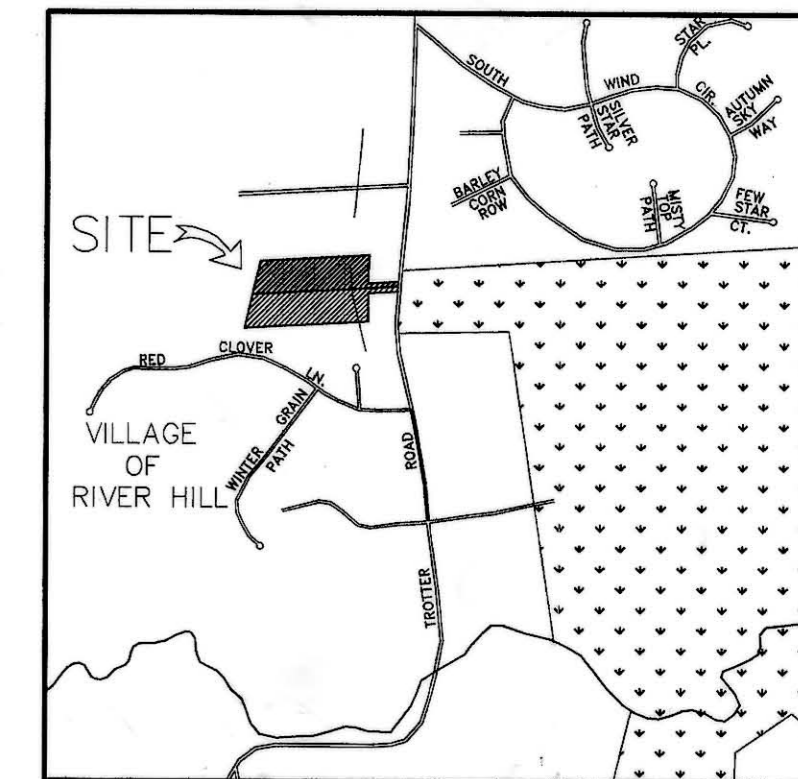 STAR
PL.
SOUTH
WIND
CIR.
SILVER
STAR
PATH
AUTUMN
SKY
WAY
BARLEY
CORN
ROW
MISTY
TOP
PATH
FEW
STAR
CT.
SITE
RED
CLOVER
LN.
VILLAGE
OF
RIVER HILL
WINTER
GRAIN
PATH
ROAD
TROTTER